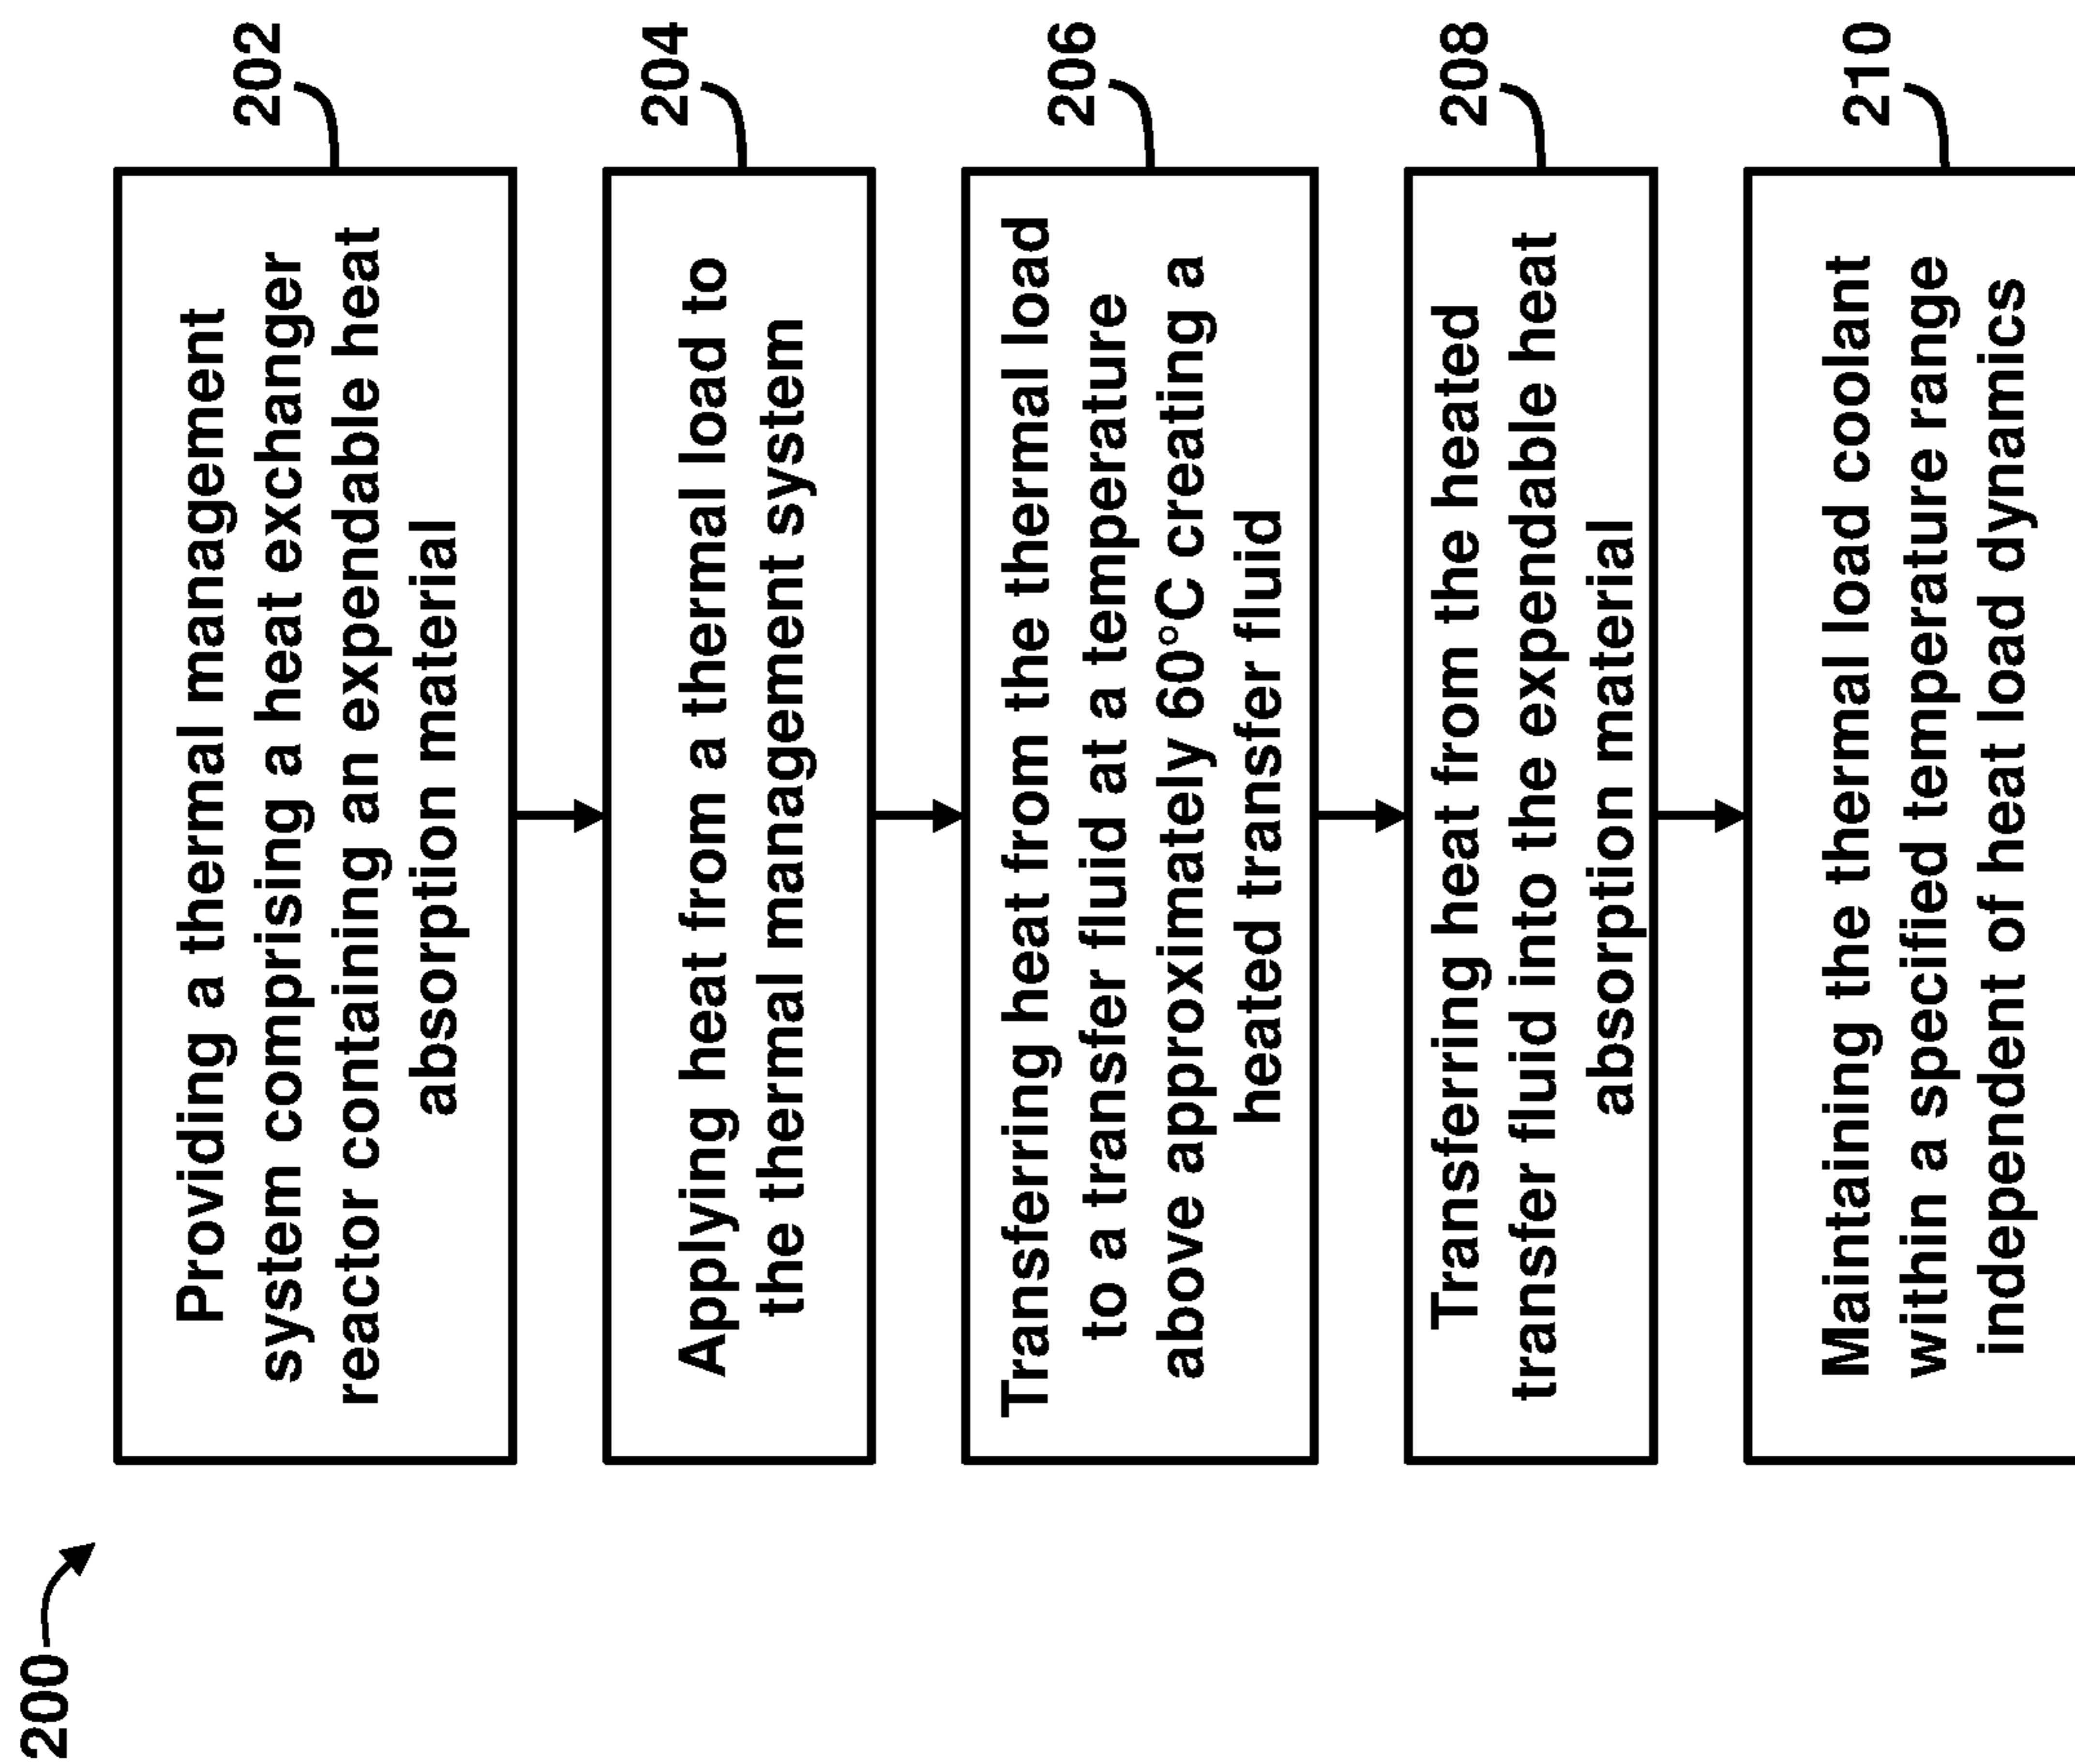 200
Providing a thermal management
system comprising a heat exchanger
reactor containing an expendable heat
absorption material
202
Applying heat from a thermal load to
the thermal management system
204
Transferring heat from the thermal load
to a transfer fluid at a temperature
above approximately 60°C creating a
heated transfer fluid
206
Transferring heat from the heated
transfer fluid into the expendable heat
absorption material
208
Maintaining the thermal load coolant
within a specified temperature range
independent of heat load dynamics
210